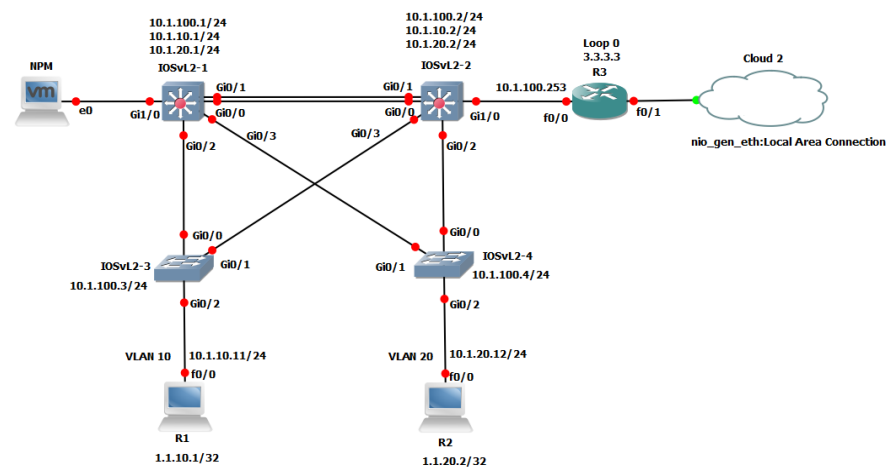 10.1.100.1/24
10.1.10.1/24
10.1.20.1/24
IOSvL2-1
10.1.100.2/24
10.1.10.2/24
10.1.20.2/24
IOSvL2-2
Loop 0
3.3.3.3
R3
Cloud 2
NPM
vm
e0
Gi1/0
Gi0/1
Gi0/0
Gi0/3
Gi0/2
Gi0/1
Gi0/0
Gi0/3
Gi0/2
Gi1/0
10.1.100.253
f0/0
f0/1
nio_gen_eth:Local Area Connection
Gi0/0
Gi0/1
IOSvL2-3
10.1.100.3/24
Gi0/2
Gi0/0
Gi0/1
IOSvL2-4
10.1.100.4/24
Gi0/2
VLAN 10
10.1.10.11/24
f0/0
R1
1.1.10.1/32
VLAN 20
10.1.20.12/24
f0/0
R2
1.1.20.2/32